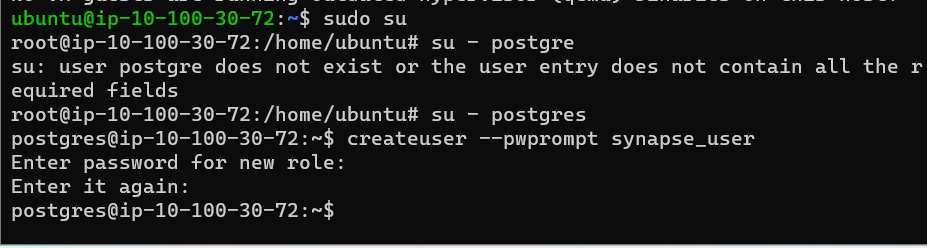 ubuntu@ip-10-100-30-72:~$ sudo su
root@ip-10-100-30-72:/home/ubuntu# su - postgre
su: user postgre does not exist or the user entry does not contain all the r
equired fields
root@ip-10-100-30-72:/home/ubuntu# su - postgres
postgres@ip-10-100-30-72:~$ createuser --pwprompt synapse_user
Enter password for new role:
Enter it again:
postgres@ip-10-100-30-72:~$